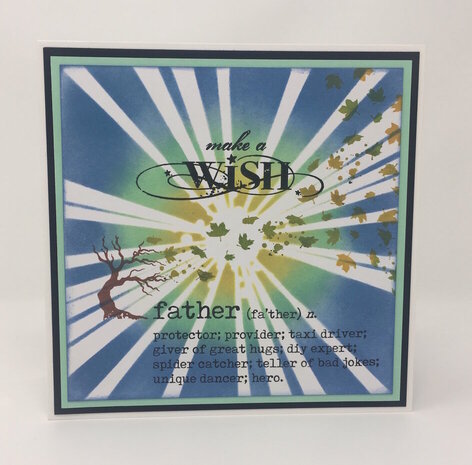 make a
WiSH
father (fa'ther) n.
protector; provider; taxi driver;
giver of great hugs; diy expert;
spider catcher; teller of bad jokes;
unique dancer; hero.